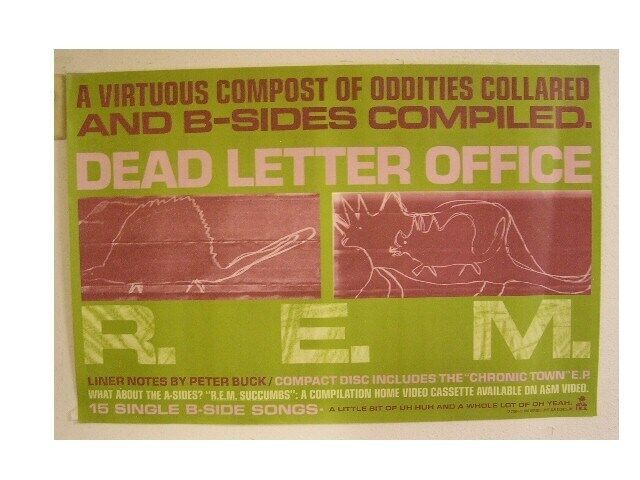 A VIRTUOUS COMPOST OF ODDITIES COLLARED
AND B-SIDES COMPILED.
DEAD LETTER OFFICE
R. E. M.
LINER NOTES BY PETER BUCK / COMPACT DISC INCLUDES THE "CHRONIC TOWN" E.P.
WHAT ABOUT THE A-SIDES? "R.E.M. SUCCUMBS": A COMPILATION HOME VIDEO CASSETTE AVAILABLE ON A&M VIDEO.
15 SINGLE B-SIDE SONGS- A LITTLE BIT OF UH HUH AND A WHOLE LOT OF OH YEAH.